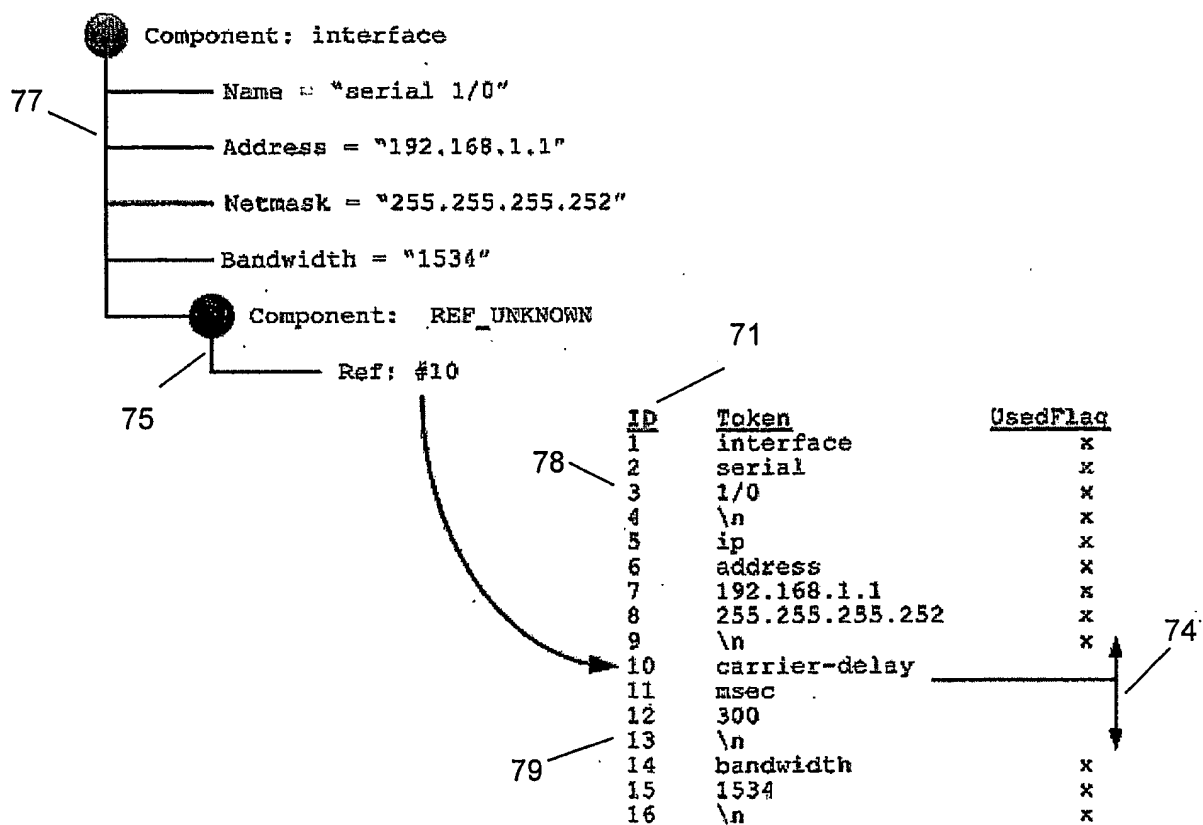 Component: interface
77
Name = "serial 1/0"
Address = "192.168.1.1"
Netmask = "255.255.255.252"
Bandwidth = "1534"
Component: REF_UNKNOWN
71
Ref: #10
75
ID Token UsedFlag
1 interface x
78
2 serial x
3 1/0 x
4 \n x
5 ip x
6 address x
7 192.168.1.1 x
8 255.255.255.252 x
9 \n x
74
10 carrier-delay
11 msec
12 300
13 \n
79
14 bandwidth x
15 1534 x
16 \n x